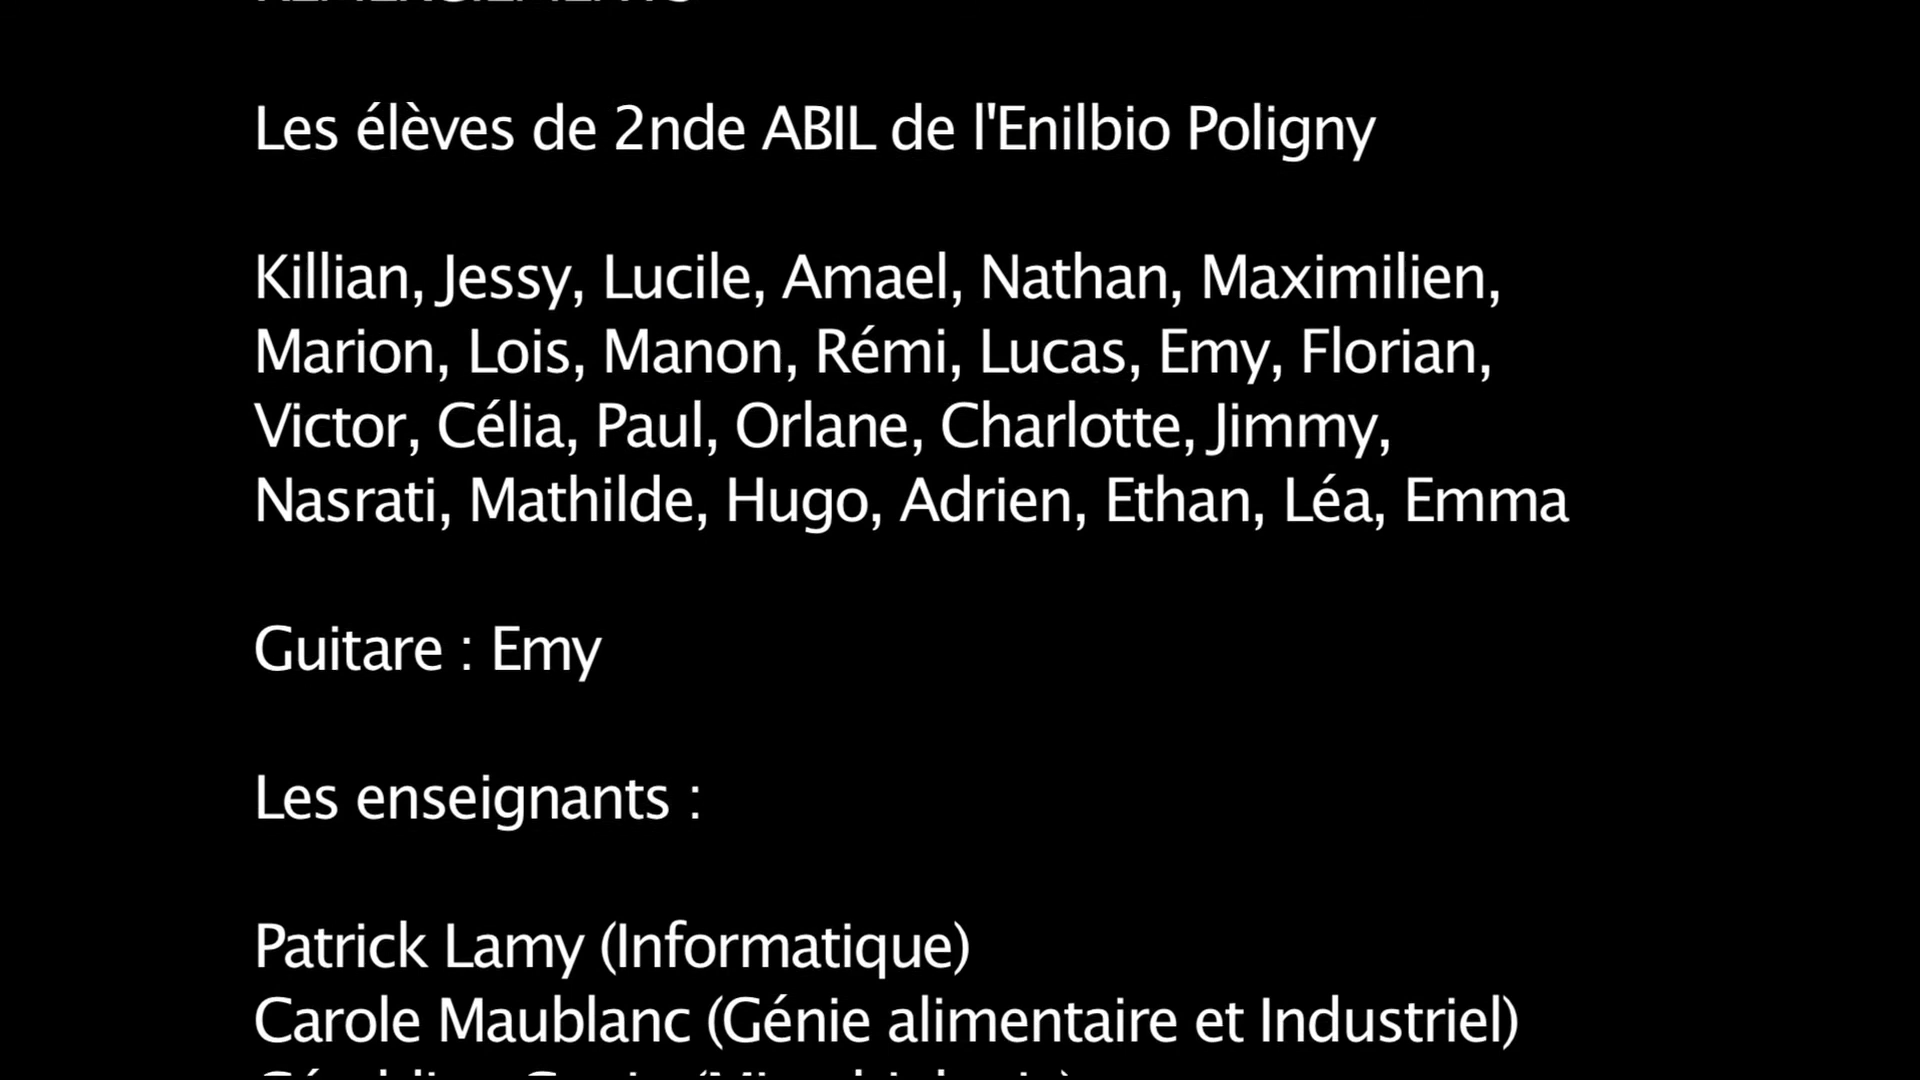 REMERCIEMENTS
Les élèves de 2nde ABIL de l'Enilbio Poligny
Killian, Jessy, Lucile, Amael, Nathan, Maximilien,
Marion, Lois, Manon, Rémi, Lucas, Emy, Florian,
Victor, Célia, Paul, Orlane, Charlotte, Jimmy,
Nasrati, Mathilde, Hugo, Adrien, Ethan, Léa, Emma
Guitare : Emy
Les enseignants :
Patrick Lamy (Informatique)
Carole Maublanc (Génie alimentaire et Industriel)